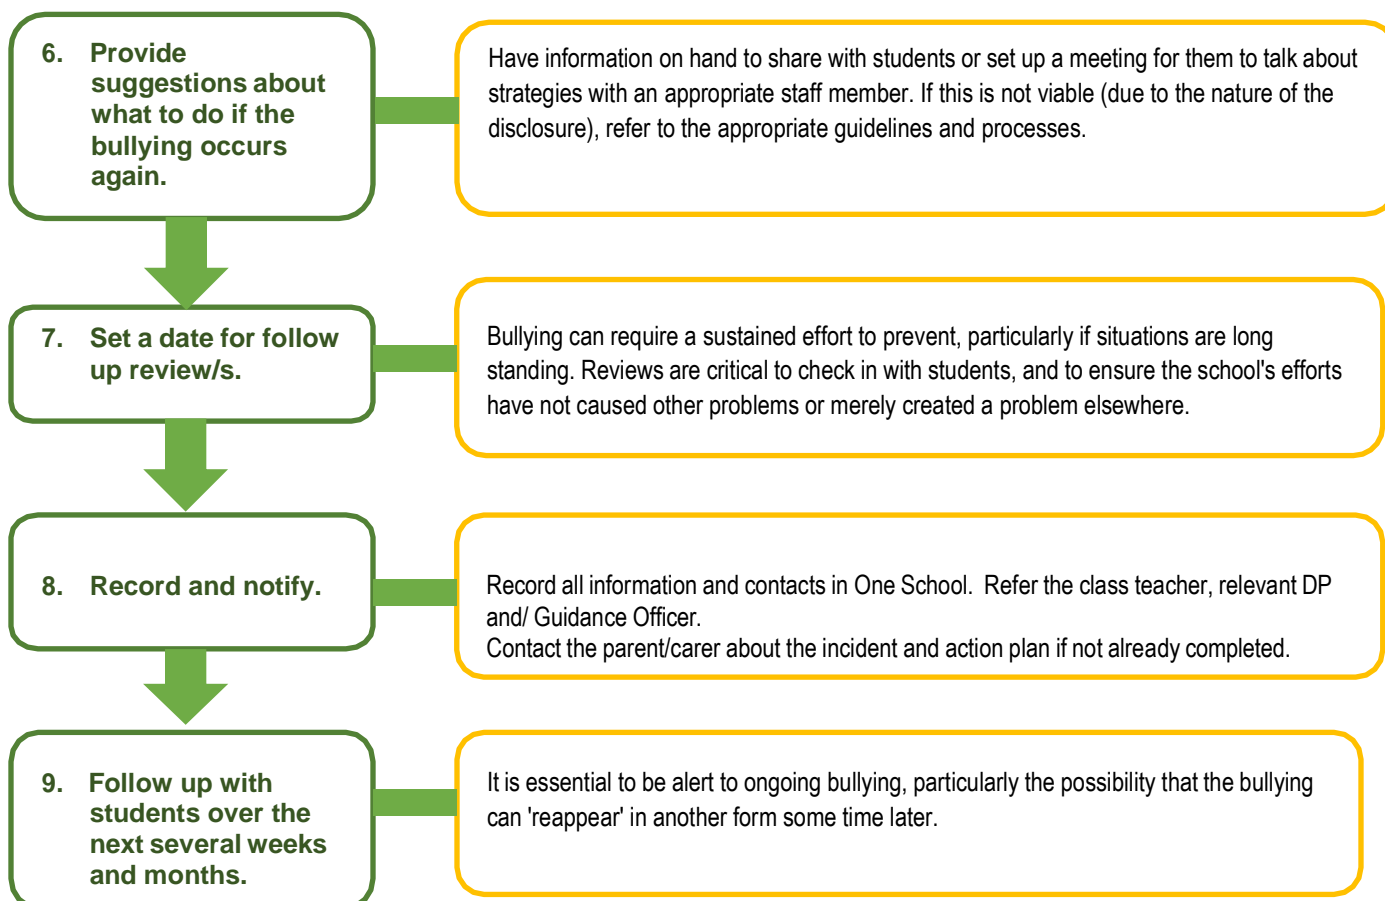 6. Provide
suggestions about
what to do if the
bullying occurs
again.
Have information on hand to share with students or set up a meeting for them to talk about
strategies with an appropriate staff member. If this is not viable (due to the nature of the
disclosure), refer to the appropriate guidelines and processes.
7. Set a date for follow
up review/s.
Bullying can require a sustained effort to prevent, particularly if situations are long
standing. Reviews are critical to check in with students, and to ensure the school's efforts
have not caused other problems or merely created a problem elsewhere.
8. Record and notify.
Record all information and contacts in One School. Refer the class teacher, relevant DP
and/ Guidance Officer.
Contact the parent/carer about the incident and action plan if not already completed.
9. Follow up with
students over the
next several weeks
and months.
It is essential to be alert to ongoing bullying, particularly the possibility that the bullying
can 'reappear' in another form some time later.